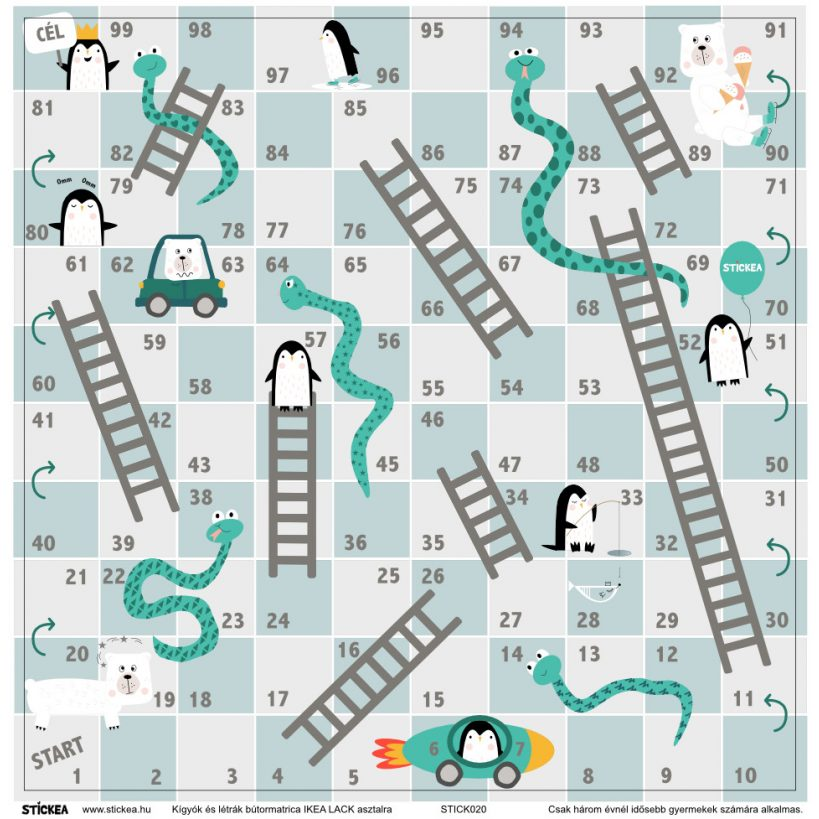 CÉL 99 98 97 96 95 94 93 92 91
81 82 83 84 85 86 87 88 89 90
Omm Omm
80 79 78 77 76 75 74 73 72 71
61 62 63 64 65 66 67 68 69 70
STiCKEA
60 59 58 57 56 55 54 53 52 51
41 42 43 45 46 47 48 50
40 39 38 36 35 34 33 32 31
21 22 23 24 25 26 27 28 29 30
20 19 18 17 16 15 14 13 12 11
START
1 2 3 4 5 6 7 8 9 10
STiCKEA www.stickea.hu Kígyók és létrák bútormatrica IKEA LACK asztalra STICK020 Csak három évnél idősebb gyermekek számára alkalmas.